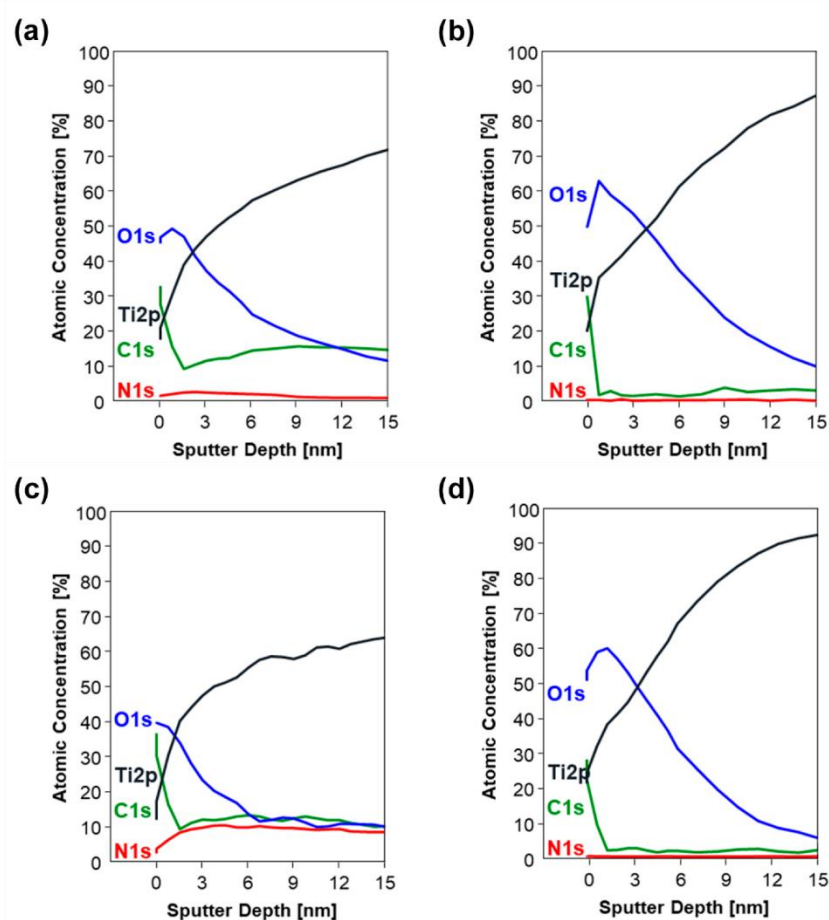 (a)
100
90
80
70
60
50
40
30
20
10
0
Atomic Concentration [%]
O1s
Ti2p
C1s
N1s
0 3 6 9 12 15
Sputter Depth [nm]
(b)
100
90
80
70
60
50
40
30
20
10
0
Atomic Concentration [%]
O1s
Ti2p
C1s
N1s
0 3 6 9 12 15
Sputter Depth [nm]
(c)
100
90
80
70
60
50
40
30
20
10
0
Atomic Concentration [%]
O1s
Ti2p
C1s
N1s
0 3 6 9 12 15
Sputter Depth [nm]
(d)
100
90
80
70
60
50
40
30
20
10
0
Atomic Concentration [%]
O1s
Ti2p
C1s
N1s
0 3 6 9 12 15
Sputter Depth [nm]